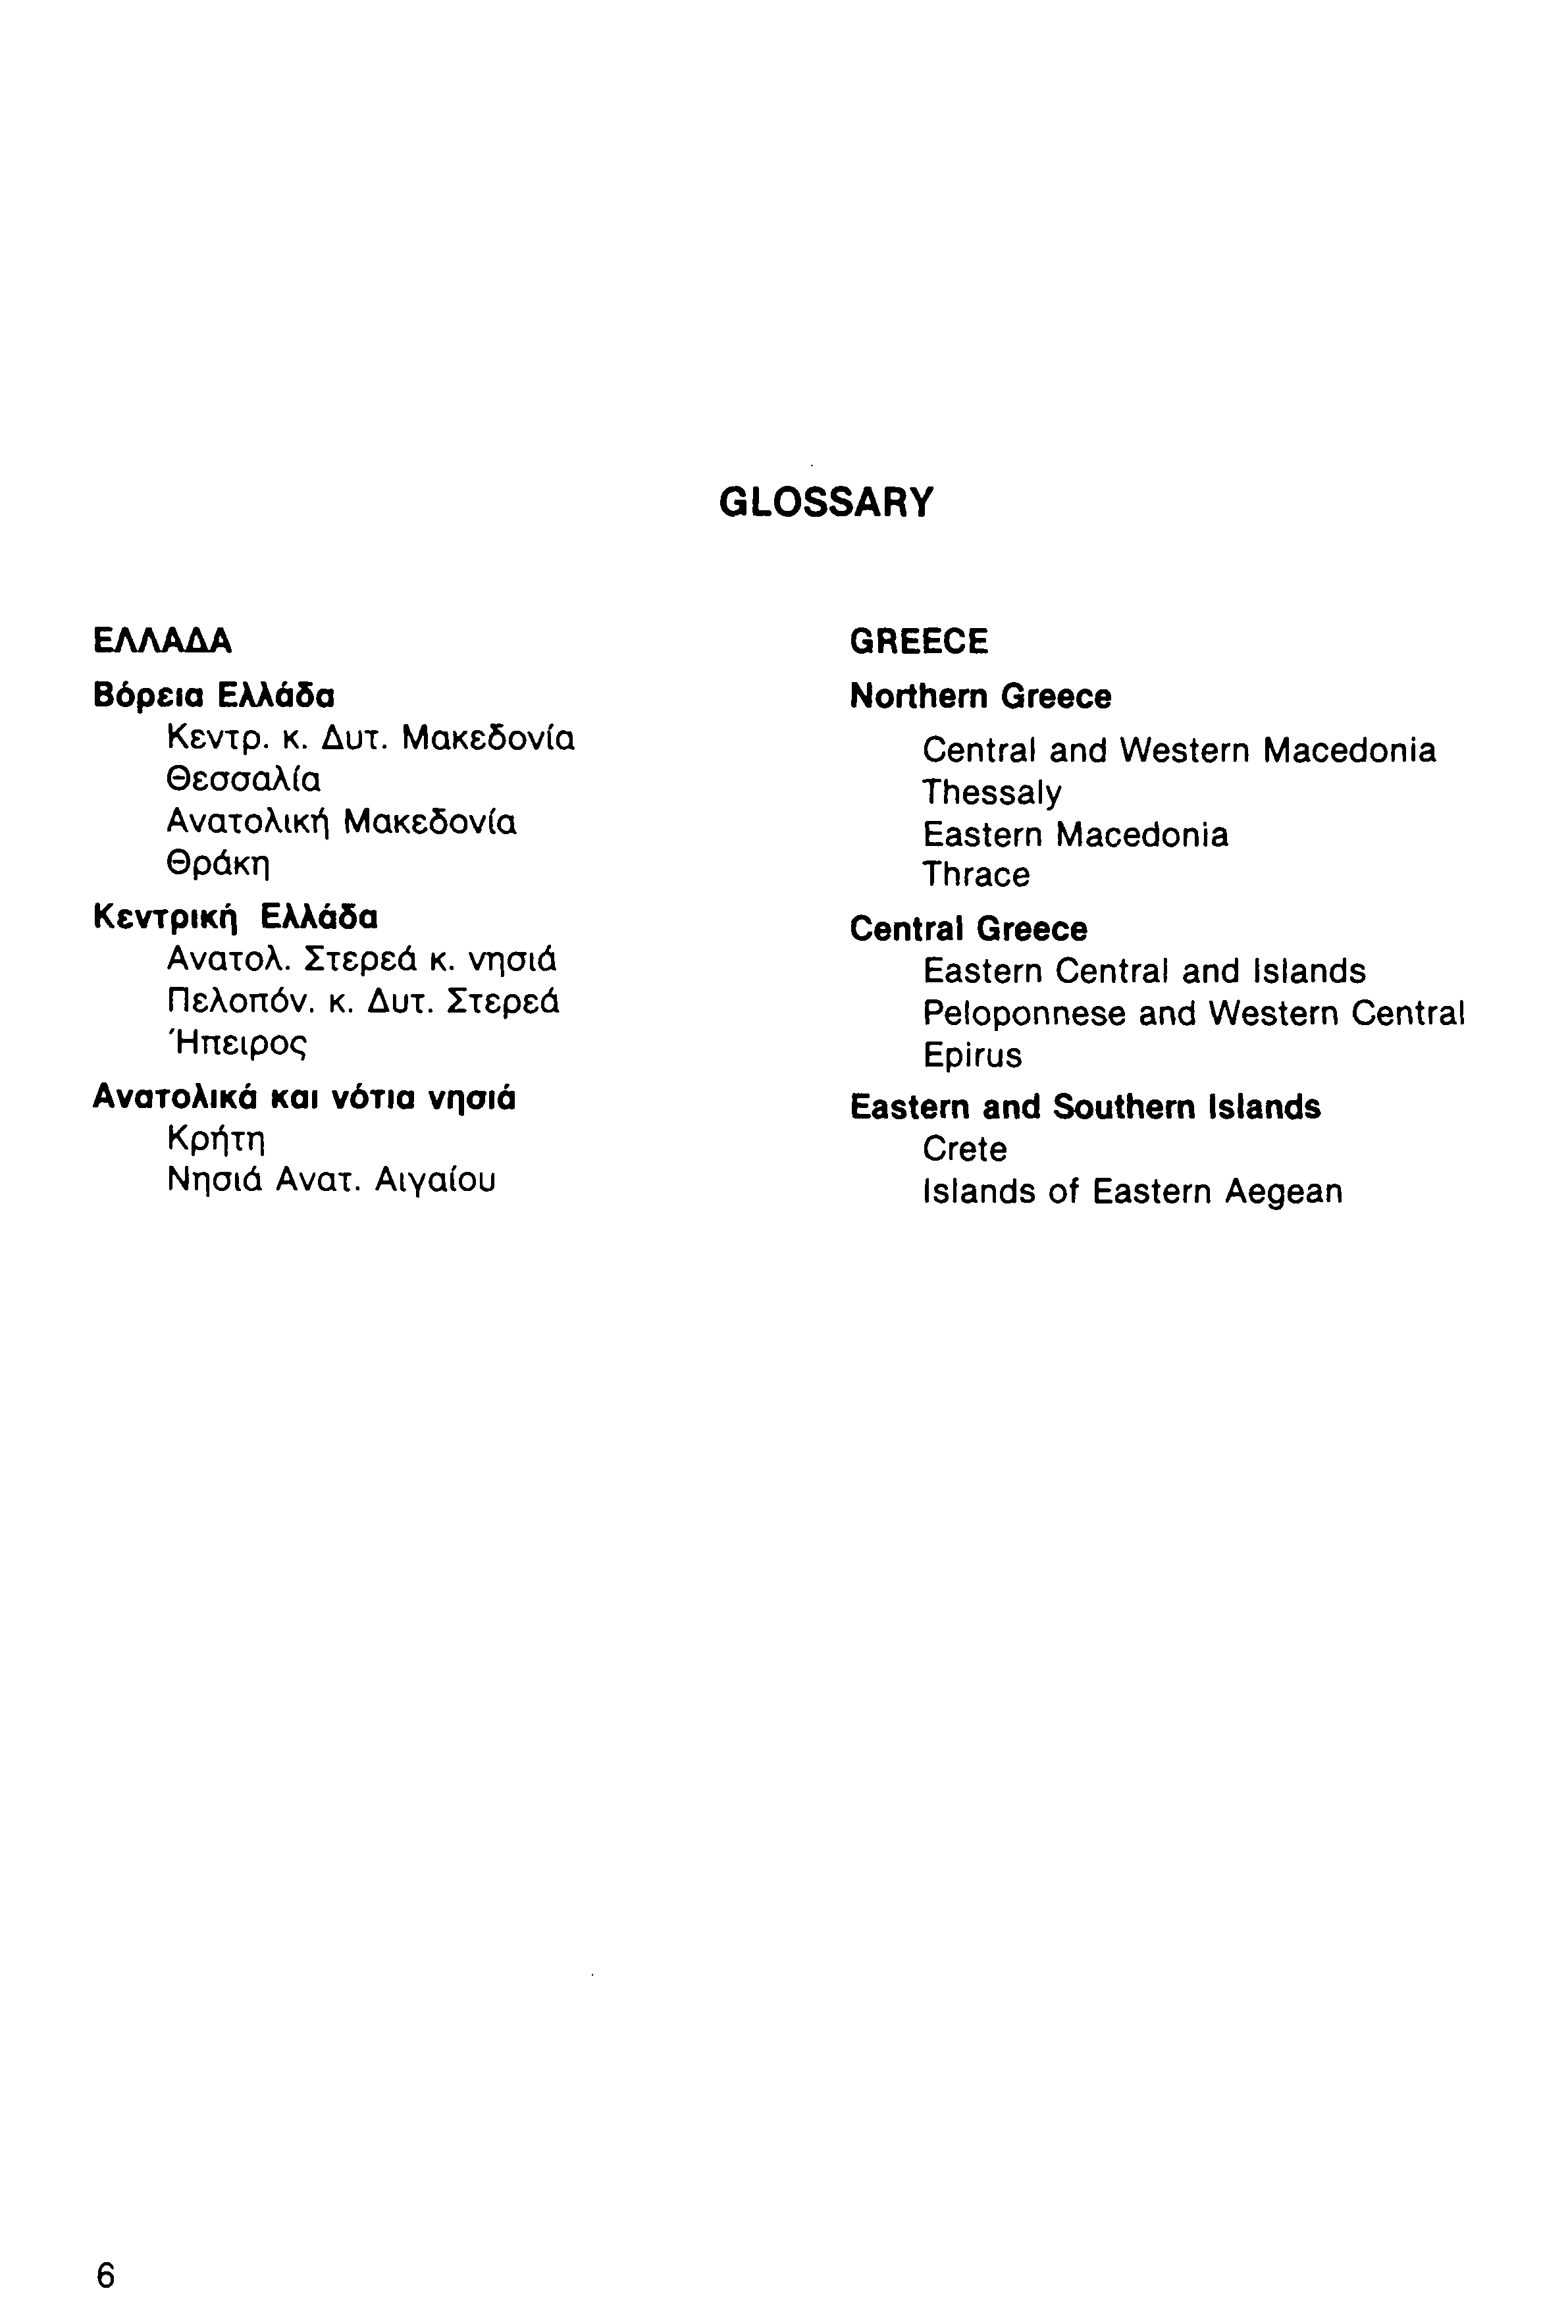 GLOSSARY
ΕΛΛΑΔΑ
Βόρεια Ελλάδα
Κεντρ. κ. Δυτ. Μακεδονία
Θεσσαλία
Ανατολική Μακεδονία
Θράκη
Κεντρική Ελλάδα
Ανατολ. Στερεά κ. νησιά
Πελοπόν. κ. Δυτ. Στερεά
Ήπειρος
Ανατολικά και νότια νησιά
Κρήτη
Νησιά Ανατ. Αιγαίου
GREECE
Northern Greece
Central and Western Macedonia
Thessaly
Eastern Macedonia
Thrace
Central Greece
Eastern Central and Islands
Peloponnese and Western Central
Epirus
Eastern and Southern Islands
Crete
Islands of Eastern Aegean
6